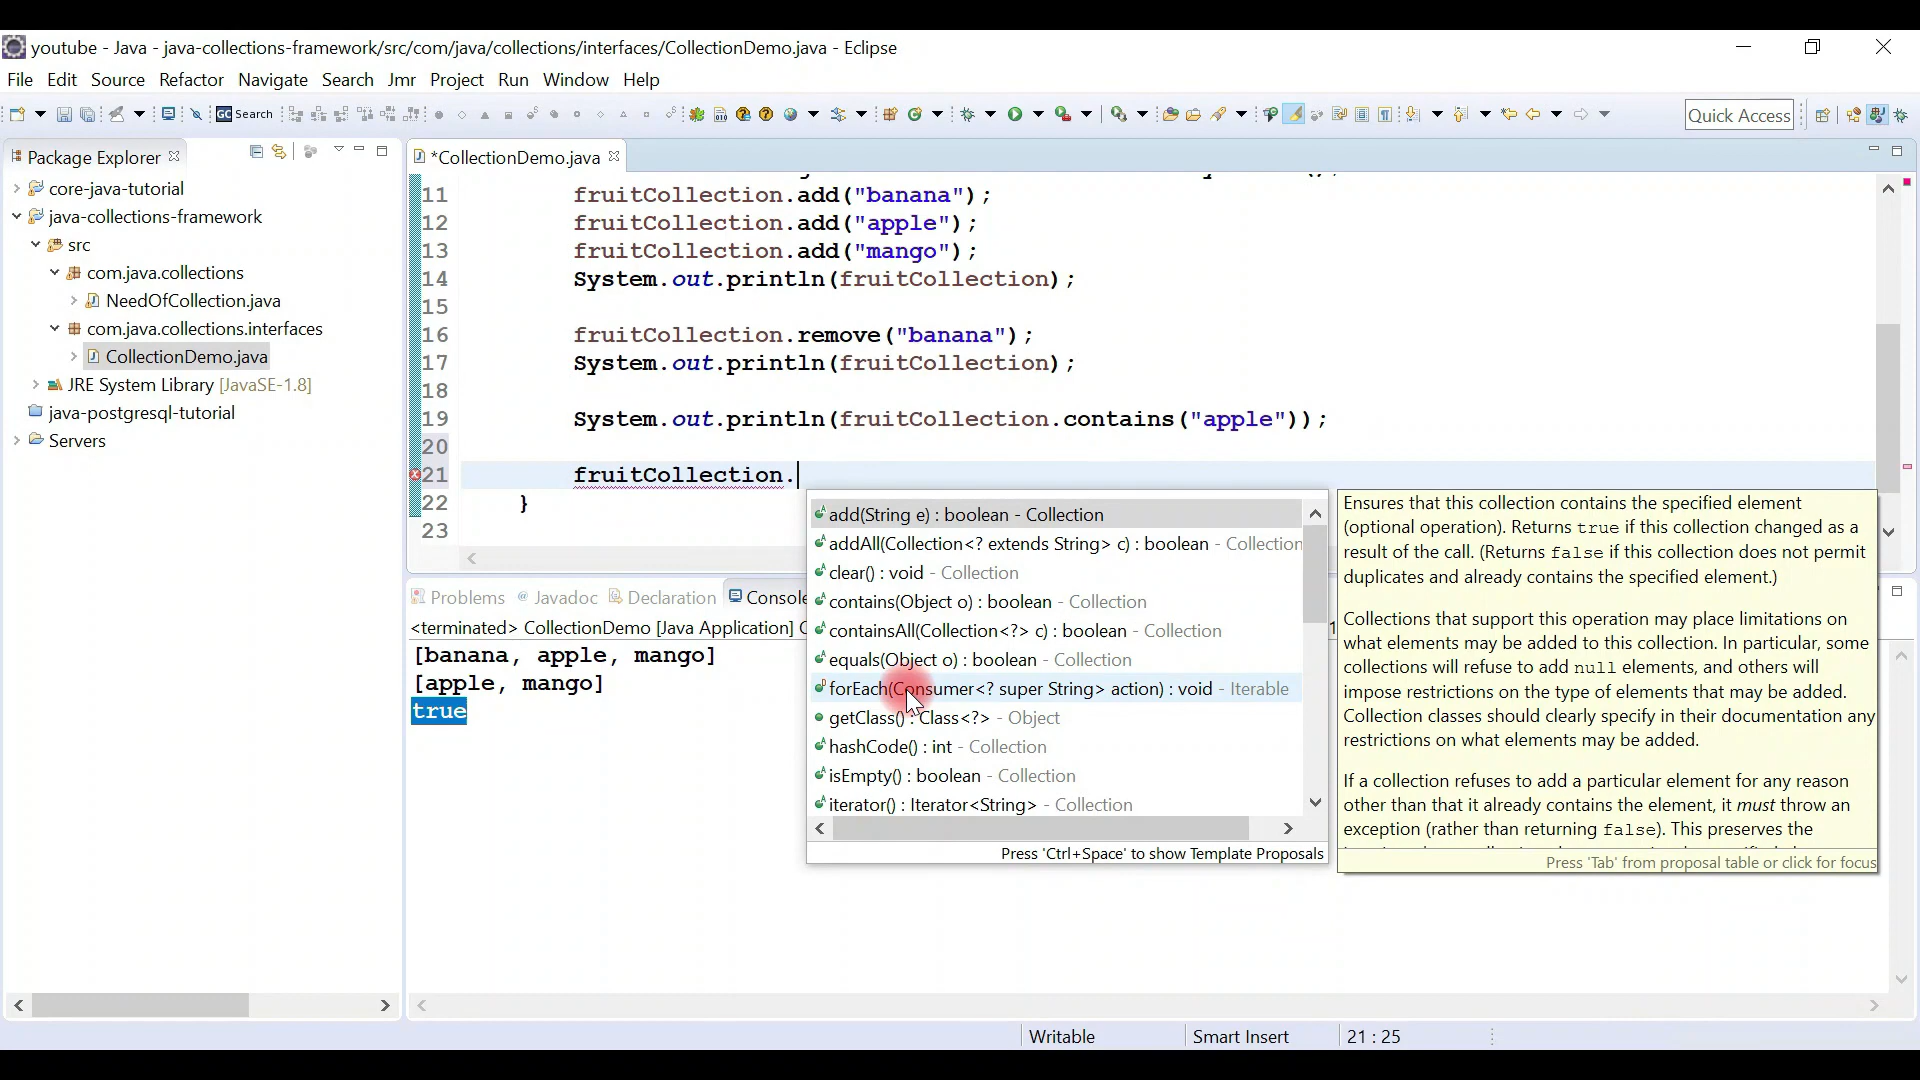 youtube - Java - java-collections-framework/src/com/java/collections/interfaces/CollectionDemo.java - Eclipse
File Edit Source Refactor Navigate Search Jmr Project Run Window Help
GC Search Quick Access
Package Explorer
*CollectionDemo.java
core-java-tutorial
java-collections-framework
src
com.java.collections
NeedOfCollection.java
com.java.collections.interfaces
CollectionDemo.java
JRE System Library [JavaSE-1.8]
java-postgresql-tutorial
Servers
11 fruitCollection.add("banana");
12 fruitCollection.add("apple");
13 fruitCollection.add("mango");
14 System.out.println(fruitCollection);
15
16 fruitCollection.remove("banana");
17 System.out.println(fruitCollection);
18
19 System.out.println(fruitCollection.contains("apple"));
20
21 fruitCollection.
22 }
23
add(String e) : boolean - Collection
addAll(Collection<? extends String> c) : boolean - Collection
clear() : void - Collection
contains(Object o) : boolean - Collection
containsAll(Collection<?> c) : boolean - Collection
equals(Object o) : boolean - Collection
forEach(Consumer<? super String> action) : void - Iterable
getClass() : Class<?> - Object
hashCode() : int - Collection
isEmpty() : boolean - Collection
iterator() : Iterator<String> - Collection
Press 'Ctrl+Space' to show Template Proposals
Ensures that this collection contains the specified element
(optional operation). Returns true if this collection changed as a
result of the call. (Returns false if this collection does not permit
duplicates and already contains the specified element.)
Collections that support this operation may place limitations on
what elements may be added to this collection. In particular, some
collections will refuse to add null elements, and others will
impose restrictions on the type of elements that may be added.
Collection classes should clearly specify in their documentation any
restrictions on what elements may be added.
If a collection refuses to add a particular element for any reason
other than that it already contains the element, it must throw an
exception (rather than returning false). This preserves the
Press 'Tab' from proposal table or click for focus
Problems @ Javadoc Declaration Console
<terminated> CollectionDemo [Java Application] C
[banana, apple, mango]
[apple, mango]
true
Writable Smart Insert 21 : 25